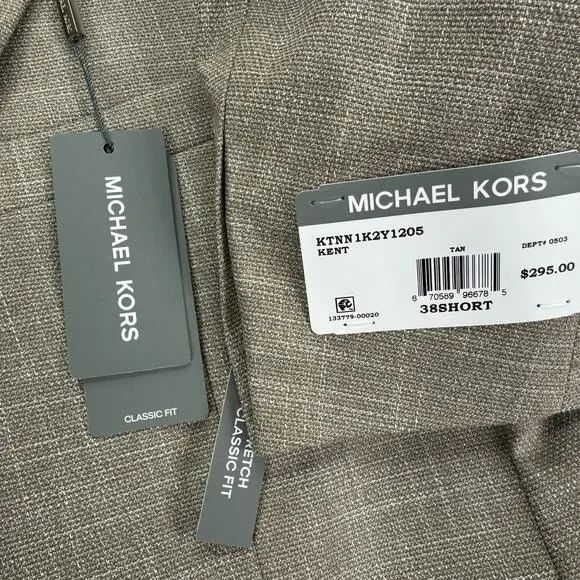 MICHAEL KORS
CLASSIC FIT
CLASSIC FIT
MICHAEL KORS
KTNN1K2Y1205
KENT
TAN
DEPT# 0503
$295.00
6 70589 96678 5
133779-00020
38SHORT